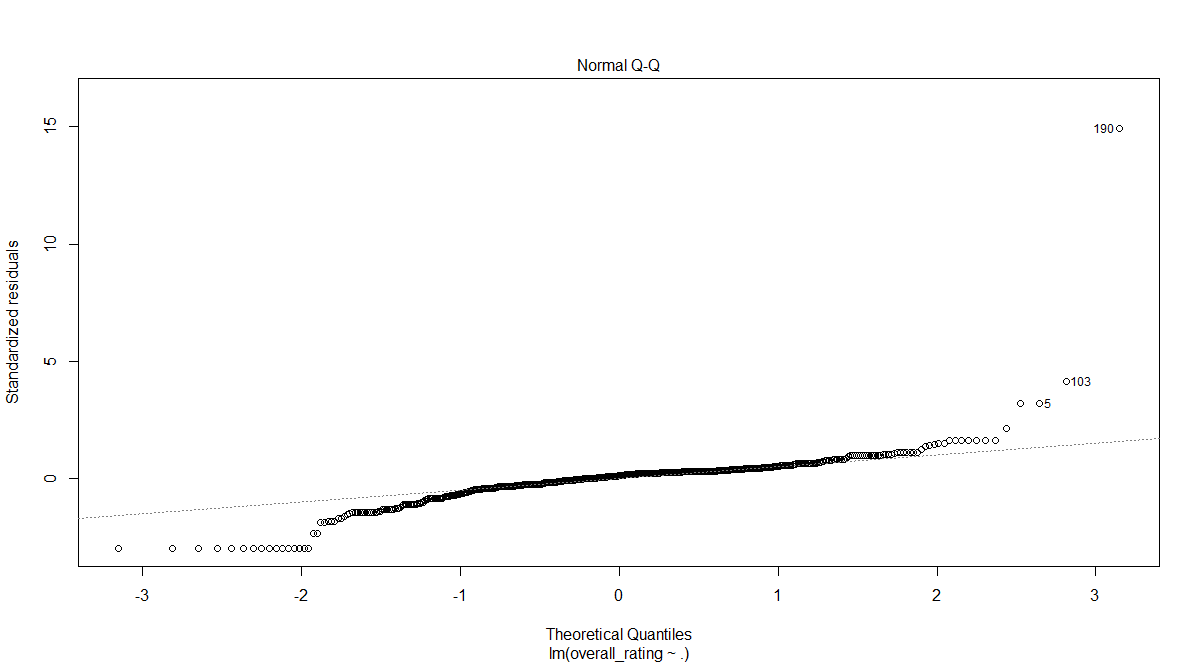 Normal Q-Q
Standardized residuals
15
10
5
0
190
103
5
-3 -2 -1 0 1 2 3
Theoretical Quantiles
lm(overall_rating ~ .)